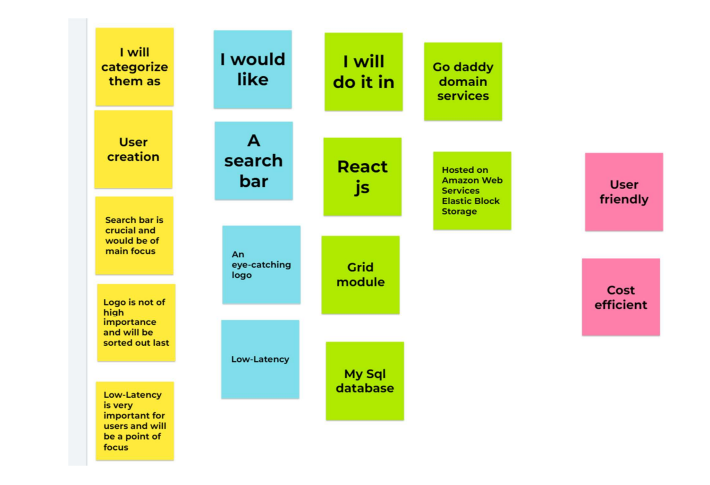 I will
categorize
them as
User
creation
Search bar is
crucial and
would be of
main focus
Logo is not of
high
importance
and will be
sorted out last
Low-Latency
is very
important for
users and will
be a point of
focus
I would
like
A
search
bar
An
eye-catching
logo
Low-Latency
I will
do it in
React
js
Grid
module
My Sql
database
Go daddy
domain
services
Hosted on
Amazon Web
Services
Elastic Block
Storage
User
friendly
Cost
efficient